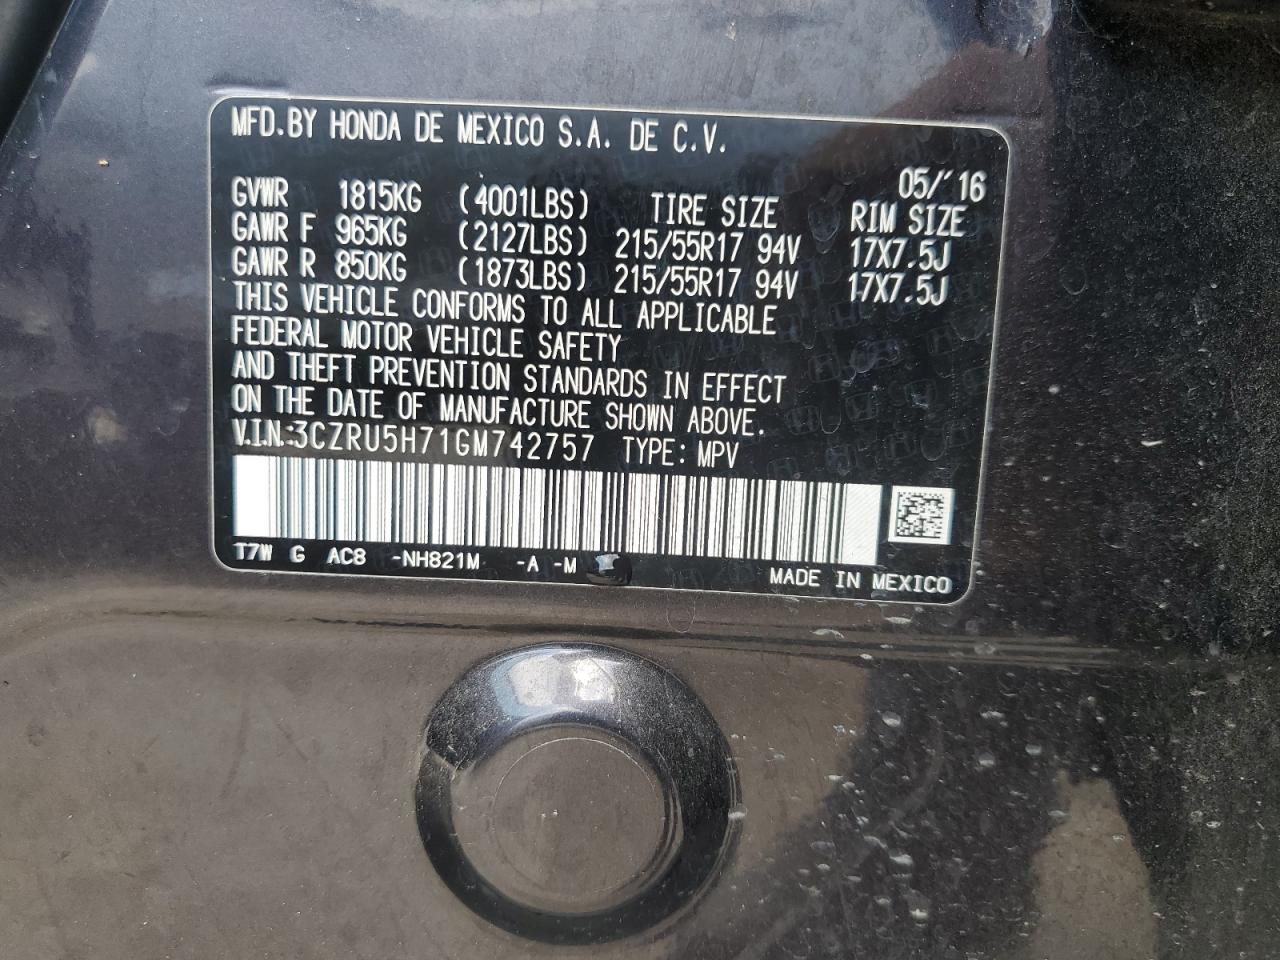 MFD.BY HONDA DE MEXICO S.A. DE C.V.
05/'16
GVWR 1815KG (4001LBS) TIRE SIZE RIM SIZE
GAWR F 965KG (2127LBS) 215/55R17 94V 17X7.5J
GAWR R 850KG (1873LBS) 215/55R17 94V 17X7.5J
THIS VEHICLE CONFORMS TO ALL APPLICABLE
FEDERAL MOTOR VEHICLE SAFETY
AND THEFT PREVENTION STANDARDS IN EFFECT
ON THE DATE OF MANUFACTURE SHOWN ABOVE.
V.I.N:3CZRU5H71GM742757 TYPE: MPV
T7W G AC8 -NH821M -A -M
MADE IN MEXICO